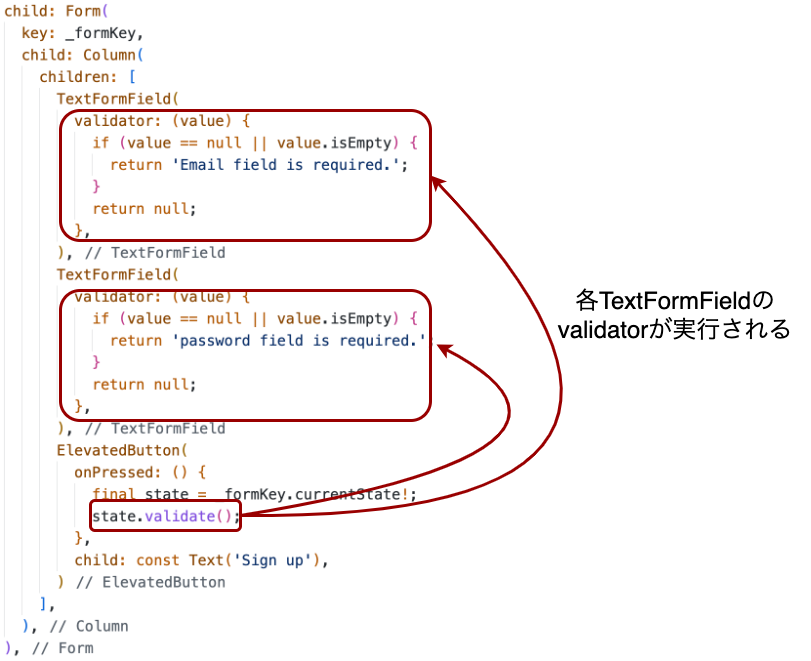 child: Form(
key: _formKey,
child: Column(
children: [
TextFormField(
validator: (value) {
if (value == null || value.isEmpty) {
return 'Email field is required.';
}
return null;
},
), // TextFormField
TextFormField(
validator: (value) {
if (value == null || value.isEmpty) {
return 'password field is required.';
}
return null;
},
), // TextFormField
ElevatedButton(
onPressed: () {
final state = _formKey.currentState!;
state.validate();
},
child: const Text('Sign up'),
) // ElevatedButton
],
), // Column
), // Form
各TextFormFieldの
validatorが実行される